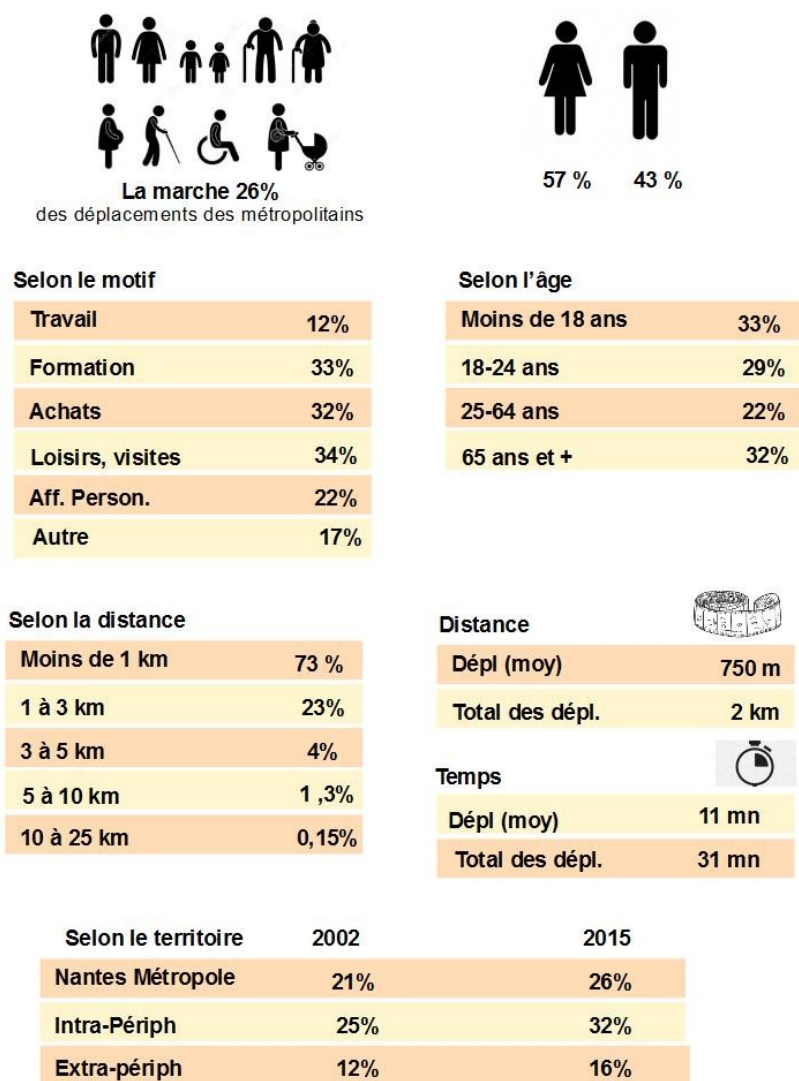 La marche 26%
des déplacements des métropolitains
57 % 43 %
Selon le motif
Travail 12%
Formation 33%
Achats 32%
Loisirs, visites 34%
Aff. Person. 22%
Autre 17%
Selon l'âge
Moins de 18 ans 33%
18-24 ans 29%
25-64 ans 22%
65 ans et + 32%
Selon la distance
Moins de 1 km 73 %
1 à 3 km 23%
3 à 5 km 4%
5 à 10 km 1 ,3%
10 à 25 km 0,15%
Distance
Dépl (moy) 750 m
Total des dépl. 2 km
Temps
Dépl (moy) 11 mn
Total des dépl. 31 mn
Selon le territoire 2002 2015
Nantes Métropole 21% 26%
Intra-Périph 25% 32%
Extra-périph 12% 16%